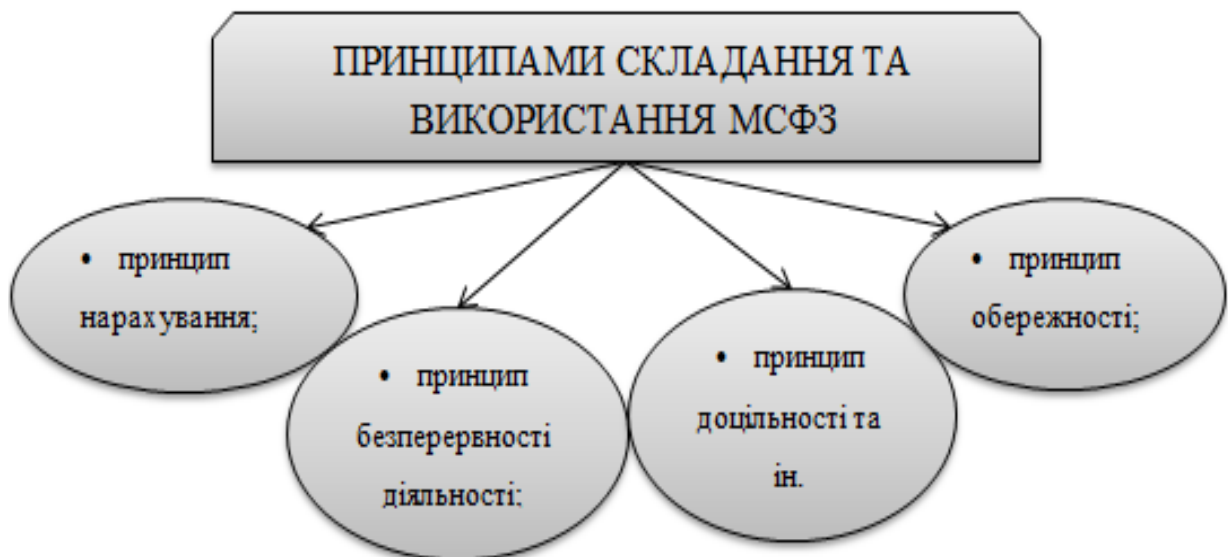 ПРИНЦИПАМИ СКЛАДАННЯ ТА
ВИКОРИСТАННЯ МСФЗ
• принцип
нарахування;
• принцип
безперервності
діяльності;
• принцип
доцільності та
ін.
• принцип
обережності;